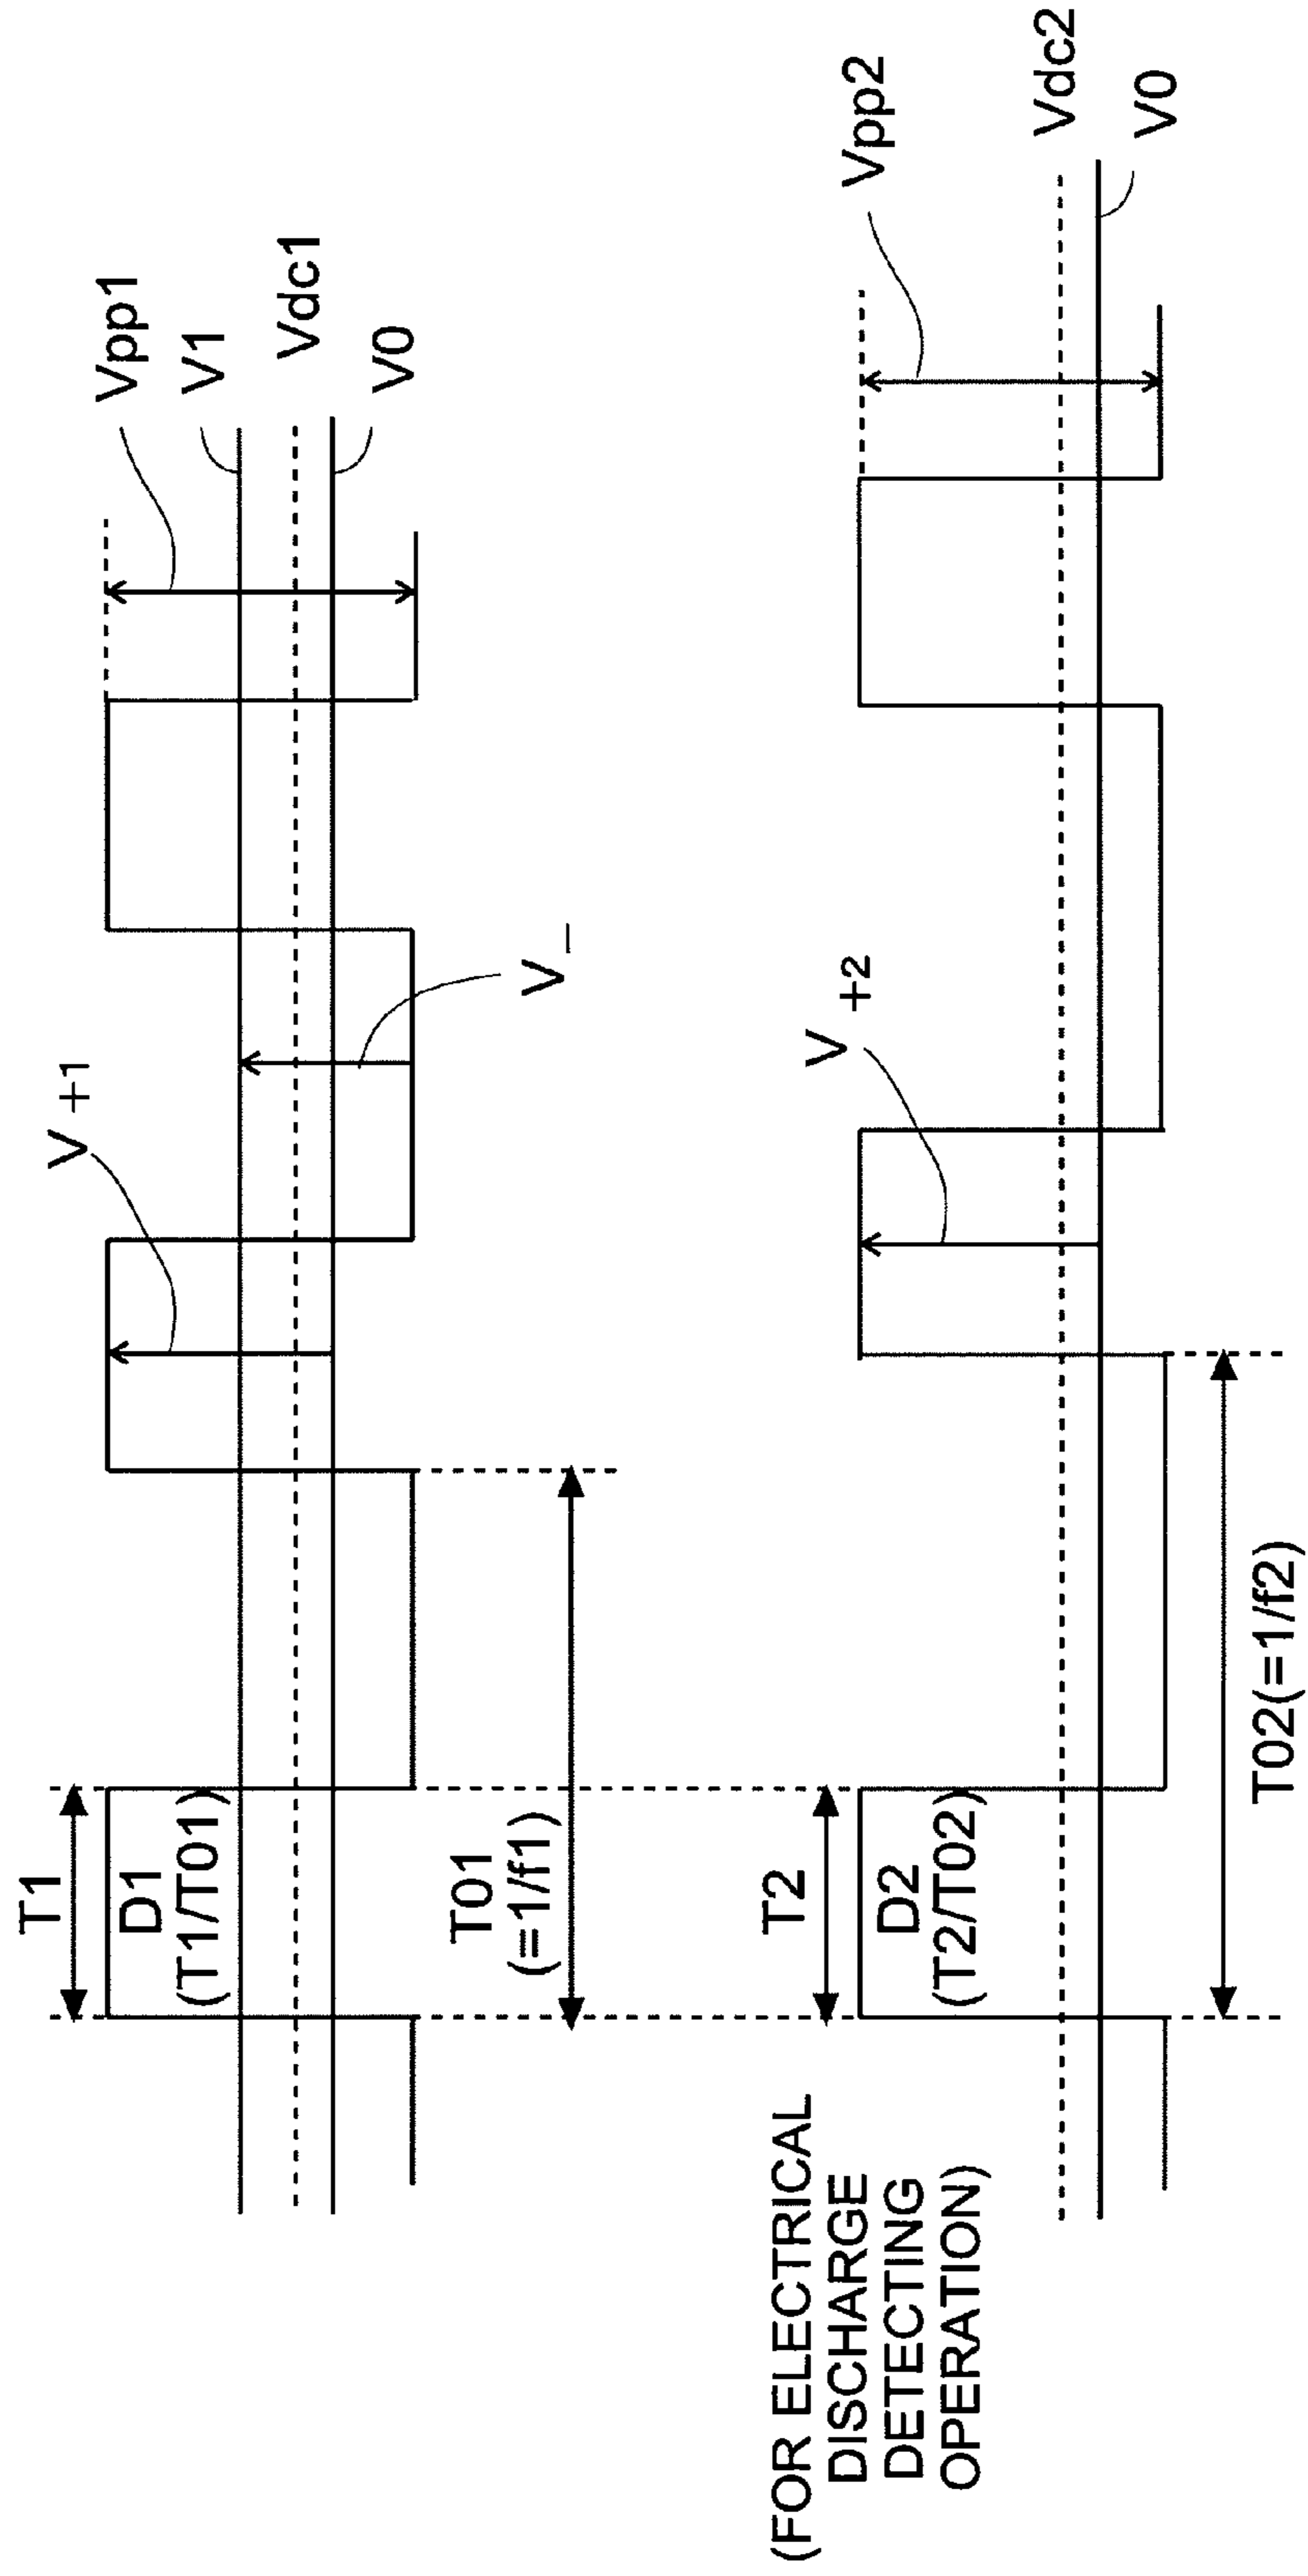 T1
D1
(T1/T01)
T01
(=1/f1)
V+1
V−
Vpp1
V1
Vdc1
V0
(FOR ELECTRICAL
DISCHARGE
DETECTING
OPERATION)
T2
D2
(T2/T02)
T02(=1/f2)
V+2
Vpp2
Vdc2
V0